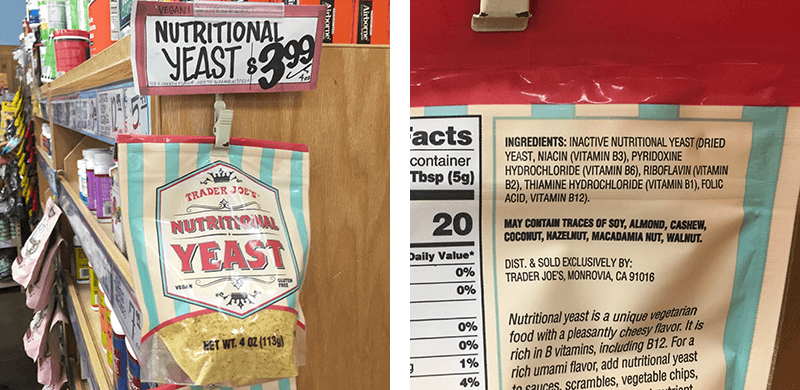 VEGAN!
NUTRITIONAL
YEAST $3.99
4oz
Airborne
Airborne
TRADER JOE'S
NUTRITIONAL
YEAST
VEGAN
GLUTEN
FREE
NET WT. 4 OZ (113g)
acts
container
Tbsp (5g)
20
Daily Value*
0%
0%
0%
0%
1%
4%
INGREDIENTS: INACTIVE NUTRITIONAL YEAST (DRIED
YEAST, NIACIN (VITAMIN B3), PYRIDOXINE
HYDROCHLORIDE (VITAMIN B6), RIBOFLAVIN (VITAMIN
B2), THIAMINE HYDROCHLORIDE (VITAMIN B1), FOLIC
ACID, VITAMIN B12).
MAY CONTAIN TRACES OF SOY, ALMOND, CASHEW,
COCONUT, HAZELNUT, MACADAMIA NUT, WALNUT.
DIST. & SOLD EXCLUSIVELY BY:
TRADER JOE'S, MONROVIA, CA 91016
Nutritional yeast is a unique vegetarian
food with a pleasantly cheesy flavor. It is
rich in B vitamins, including B12. For a
rich umami flavor, add nutritional yeast
to sauces, scrambles, vegetable chips,